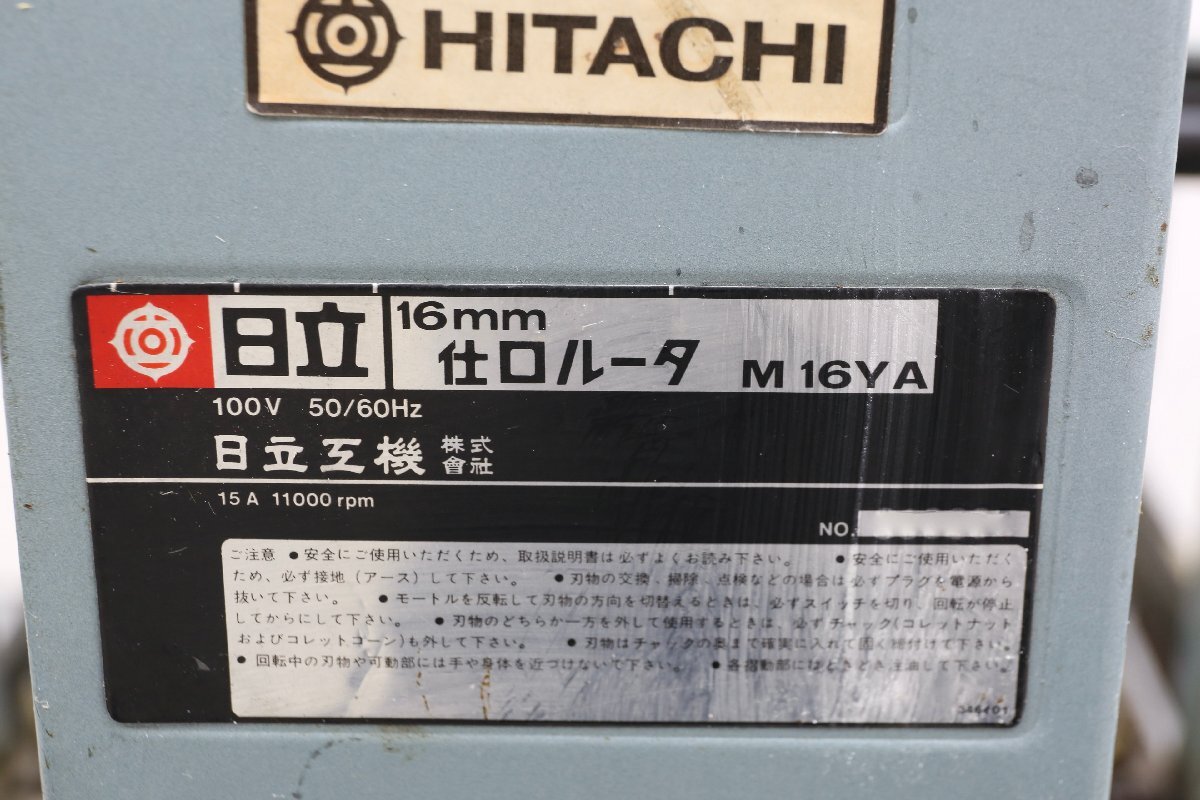 HITACHI
日立 16mm
仕口ルータ M16YA
100V 50/60Hz
日立工機 株式會社
15A 11000 rpm
NO.
ご注意 ●安全にご使用いただくため、取扱説明書は必ずよくお読み下さい。 ●安全にご使用いただく
ため、必ず接地(アース)して下さい。 ●刃物の交換、掃除、点検などの場合は必ずプラグを電源から
抜いて下さい。 ●モートルを反転して刃物の方向を切替えるときは、必ずスイッチを切り、回転が停止
してからにして下さい。 ●刃物のどちらか一方を外して使用するときは、必ずチャック(コレットナット
およびコレットコーン)も外して下さい。 ●刃物はチャックの奥まで確実に入れて固く締付けて下さい。
●回転中の刃物や可動部には手や身体を近づけないで下さい。 ●各摺動部にはときどき注油して下さい。